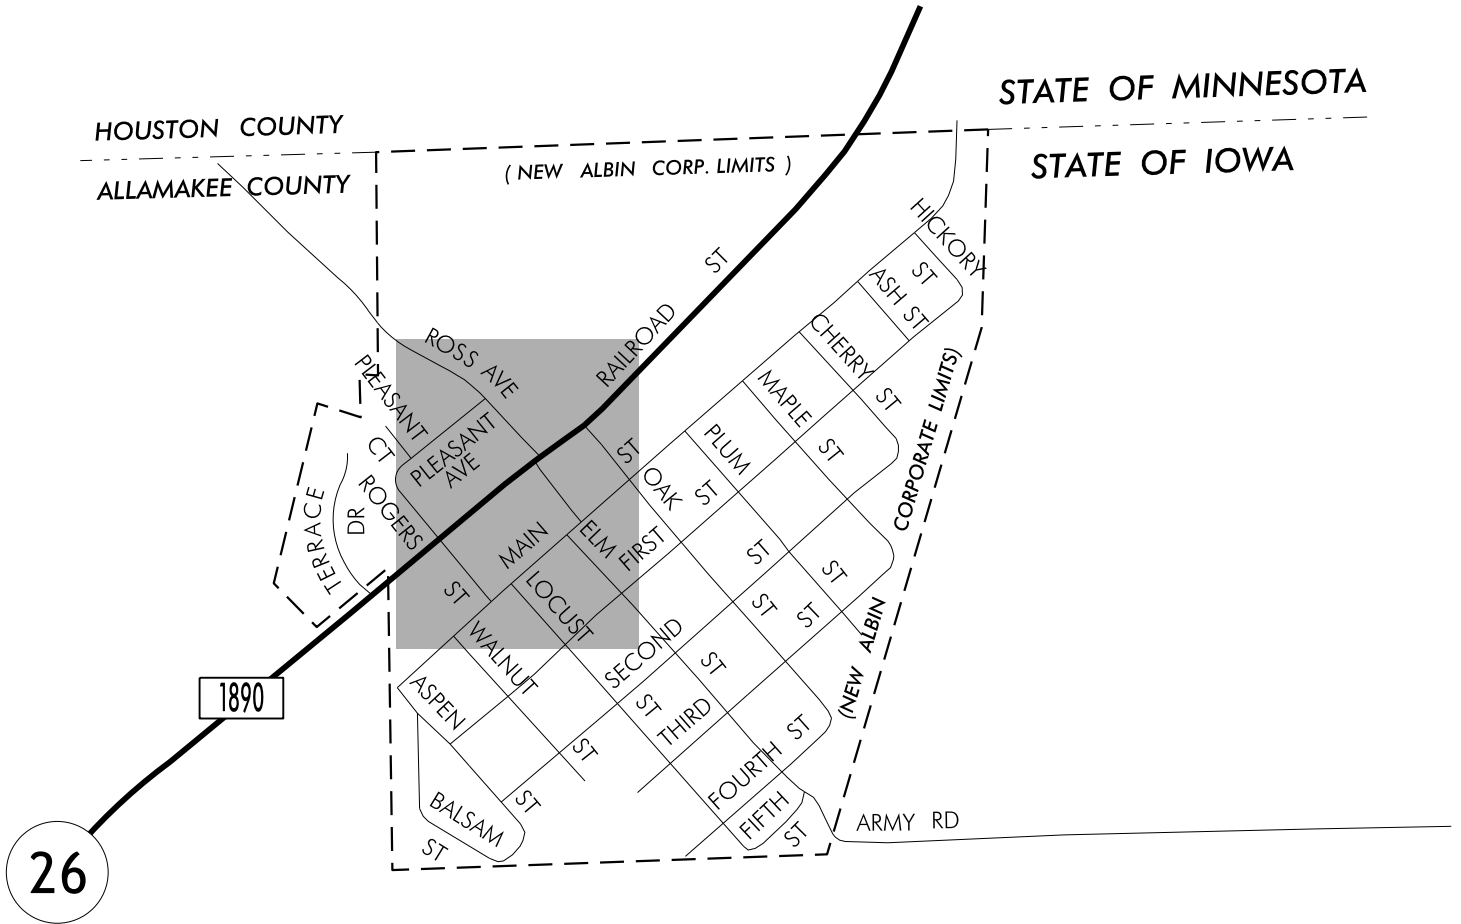 STATE OF MINNESOTA
HOUSTON COUNTY
( NEW ALBIN CORP. LIMITS )
STATE OF IOWA
ALLAMAKEE COUNTY
HICKORY ST
ASH ST
RAILROAD ST
CHERRY ST
ROSS AVE
PLEASANT CT
MAPLE ST
(NEW ALBIN CORPORATE LIMITS)
PLEASANT AVE
PLUM ST
OAK ST
ST
TERRACE DR
ROGERS ST
MAIN ST
ELM ST
FIRST ST
LOCUST ST
WALNUT ST
SECOND ST
ASPEN ST
THIRD ST
1890
FOURTH ST
BALSAM ST
FIFTH ST
ARMY RD
26